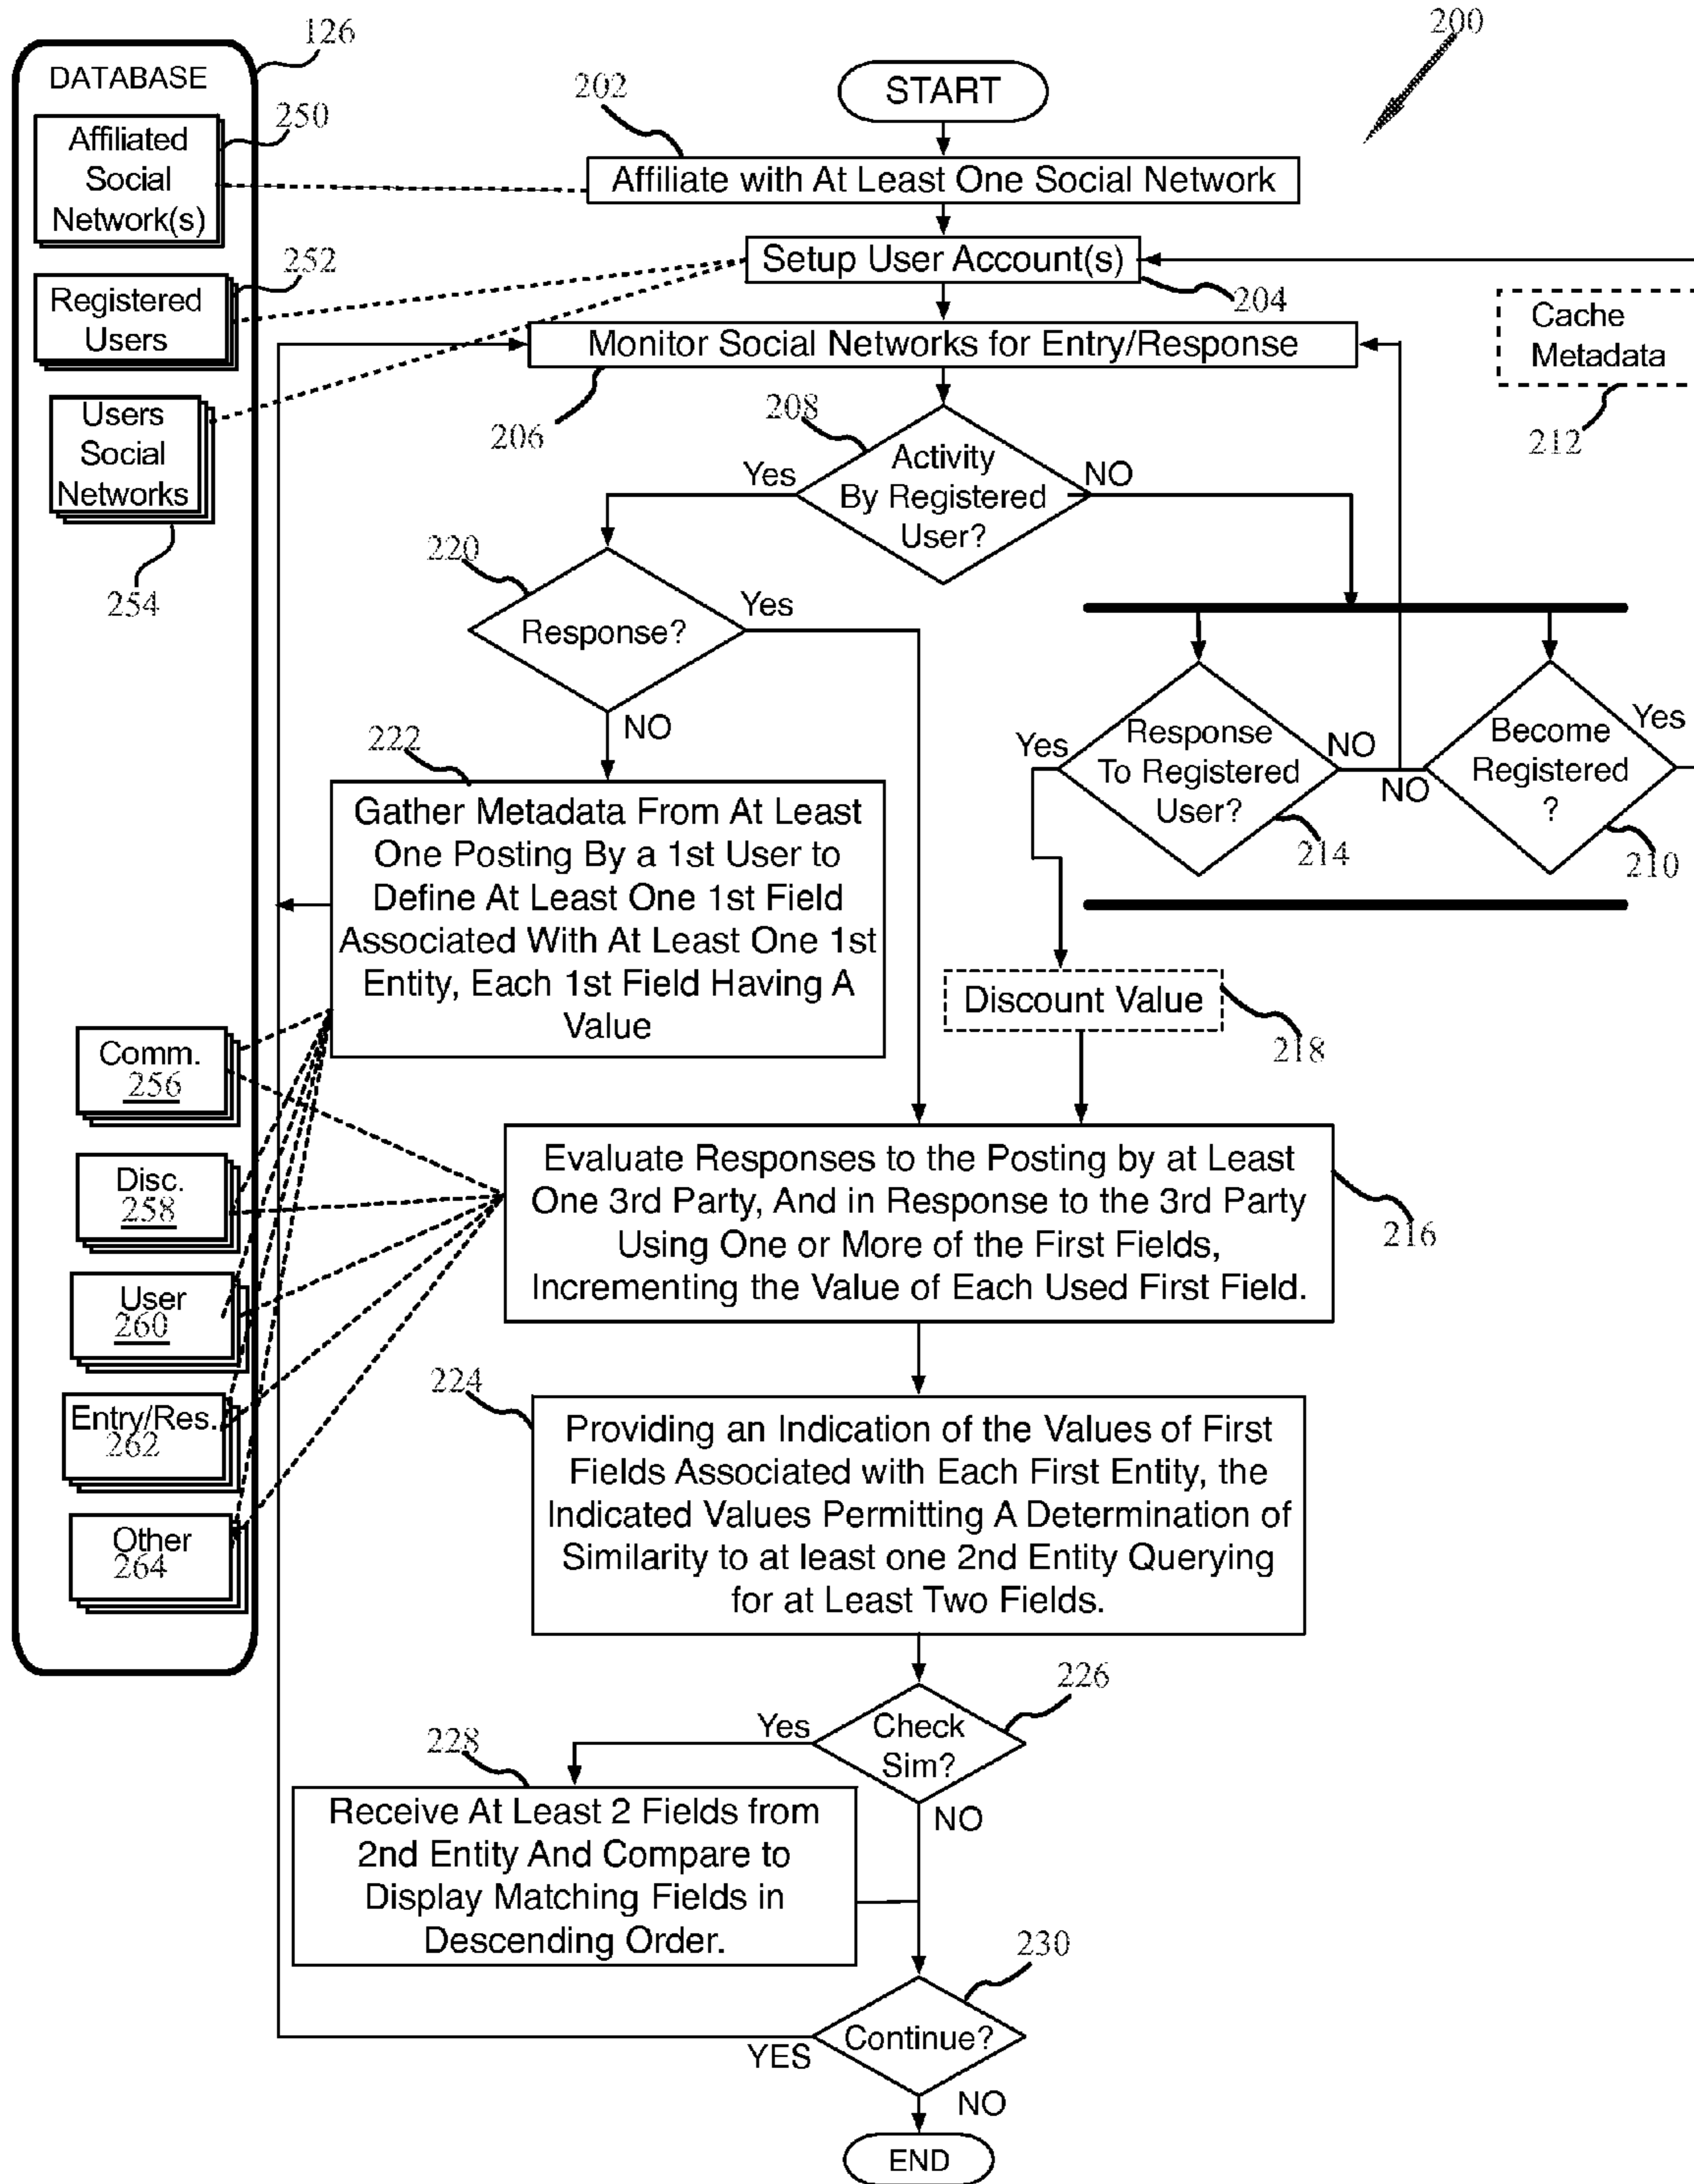 200
126
DATABASE
Affiliated
Social
Network(s)
250
Registered
Users
252
Users
Social
Networks
254
Comm.
256
Disc.
258
User
260
Entry/Res.
262
Other
264
START
202
Affiliate with At Least One Social Network
Setup User Account(s)
204
Monitor Social Networks for Entry/Response
206
Cache
Metadata
212
208
Activity
By Registered
User?
Yes
NO
220
Response?
Yes
NO
Response
To Registered
User?
Yes
NO
214
Become
Registered
?
Yes
NO
210
222
Gather Metadata From At Least
One Posting By a 1st User to
Define At Least One 1st Field
Associated With At Least One 1st
Entity, Each 1st Field Having A
Value
Discount Value
218
Evaluate Responses to the Posting by at Least
One 3rd Party, And in Response to the 3rd Party
Using One or More of the First Fields,
Incrementing the Value of Each Used First Field.
216
224
Providing an Indication of the Values of First
Fields Associated with Each First Entity, the
Indicated Values Permitting A Determination of
Similarity to at least one 2nd Entity Querying
for at Least Two Fields.
226
Check
Sim?
Yes
NO
228
Receive At Least 2 Fields from
2nd Entity And Compare to
Display Matching Fields in
Descending Order.
230
Continue?
YES
NO
END